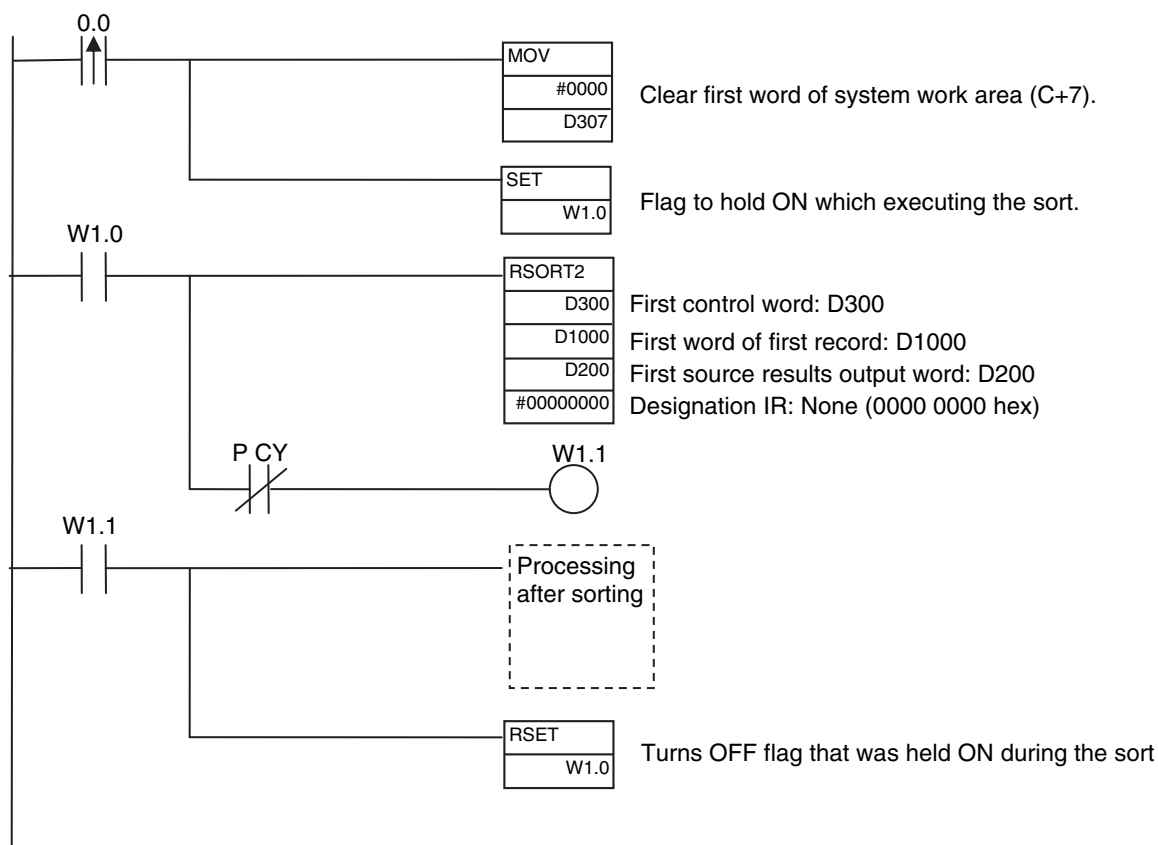 0.0
MOV
#0000
D307
Clear first word of system work area (C+7).
SET
W1.0
Flag to hold ON which executing the sort.
W1.0
RSORT2
D300
First control word: D300
D1000
First word of first record: D1000
D200
First source results output word: D200
#00000000
Designation IR: None (0000 0000 hex)
P CY
W1.1
W1.1
Processing
after sorting
RSET
W1.0
Turns OFF flag that was held ON during the sort